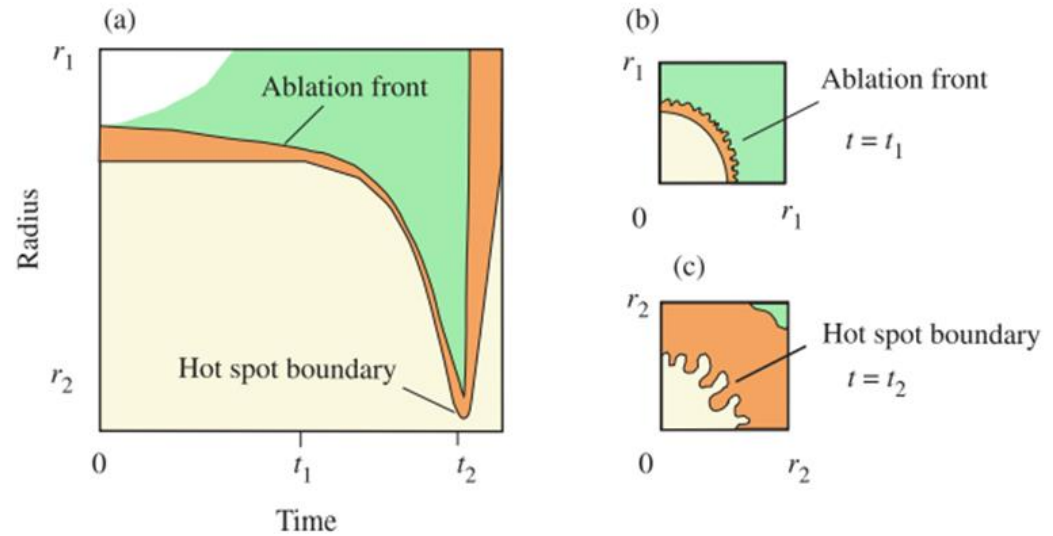 (a)
r1
Ablation front
Radius
Hot spot boundary
r2
0
t1
t2
Time
(b)
r1
Ablation front
t = t1
0
r1
(c)
r2
Hot spot boundary
t = t2
0
r2